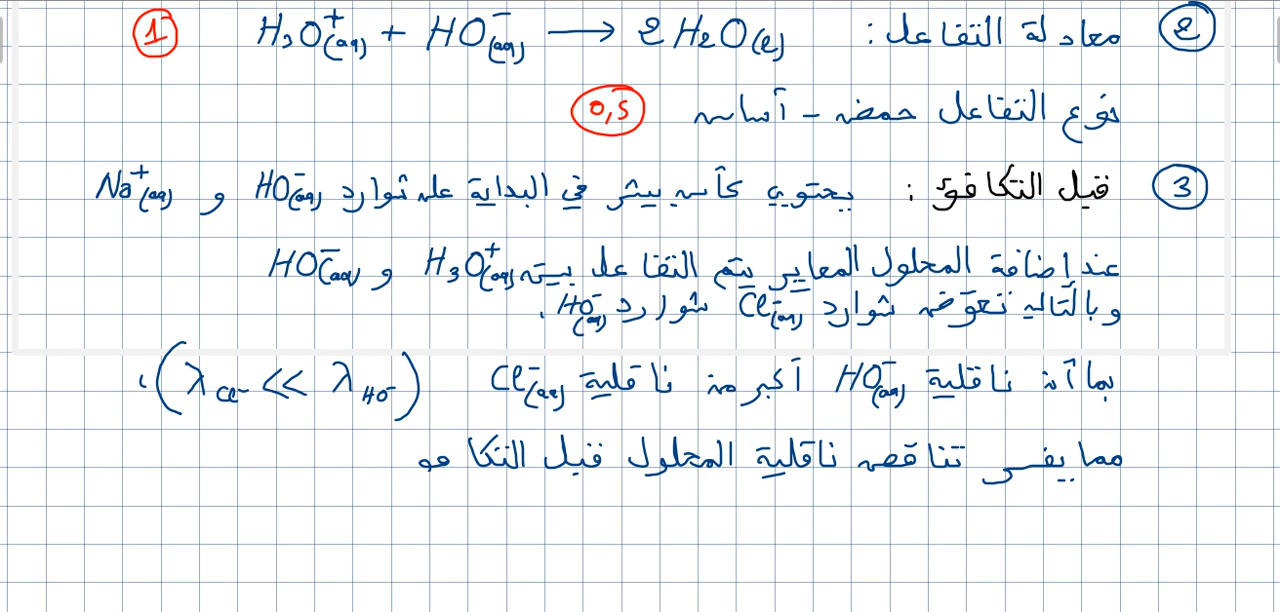 ② معادلة التفاعل : H₃O⁺(aq) + HO⁻(aq) → 2 H₂O(l) ①
نوع التفاعل حمض - أساس 0,5
③ قبل التكافؤ : يحتوي كأس بيشر في البداية على شوارد HO⁻(aq) و Na⁺(aq)
عند إضافة المحلول المعاير يتم التفاعل بين H₃O⁺(aq) و HO⁻(aq)
وبالتالي تعوّض شوارد Cl⁻(aq) شوارد HO⁻(aq) .
بما أن ناقلية HO⁻(aq) أكبر من ناقلية Cl⁻(aq) (λCl⁻ << λHO⁻) ،
مما يفسر تناقص ناقلية المحلول قبل التكافؤ